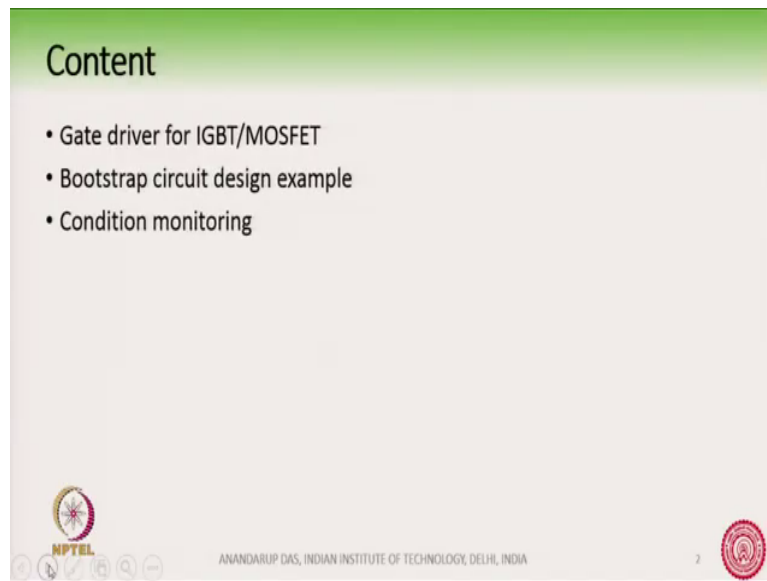 Content
• Gate driver for IGBT/MOSFET
• Bootstrap circuit design example
• Condition monitoring
NPTEL
ANANDARUP DAS, INDIAN INSTITUTE OF TECHNOLOGY, DELHI, INDIA
2